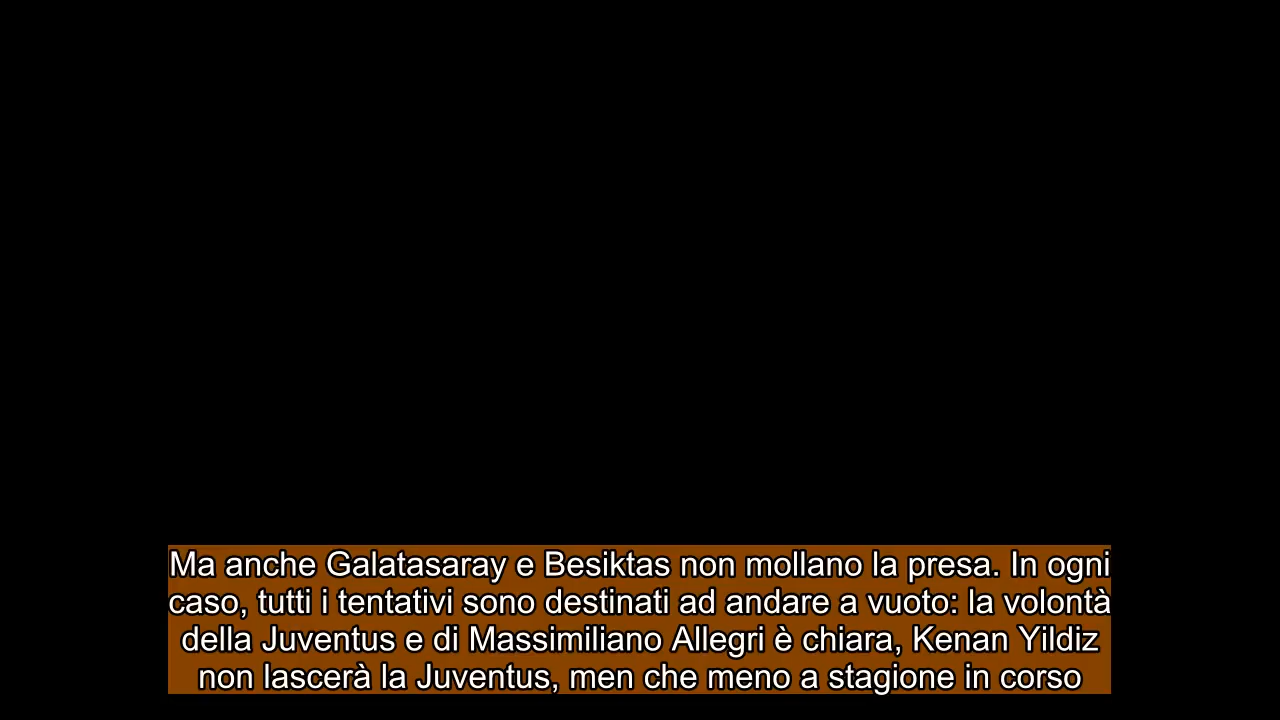 Ma anche Galatasaray e Besiktas non mollano la presa. In ogni
caso, tutti i tentativi sono destinati ad andare a vuoto: la volontà
della Juventus e di Massimiliano Allegri è chiara, Kenan Yildiz
non lascerà la Juventus, men che meno a stagione in corso